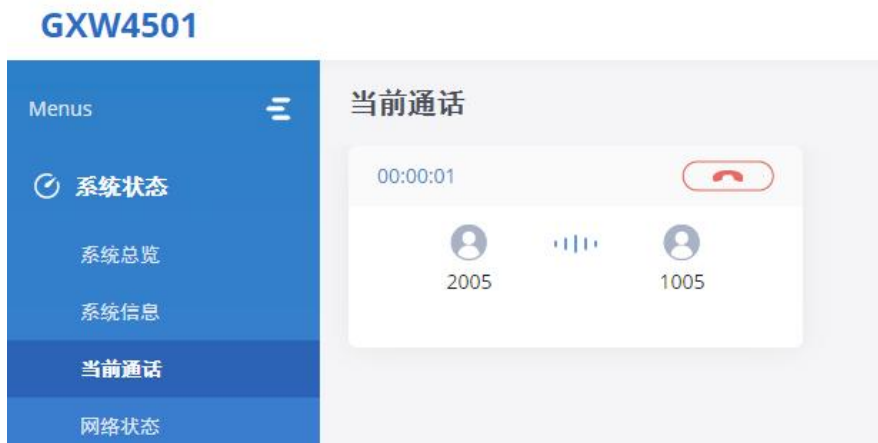 GXW4501
Menus
系统状态
系统总览
系统信息
当前通话
网络状态
当前通话
00:00:01
2005
1005